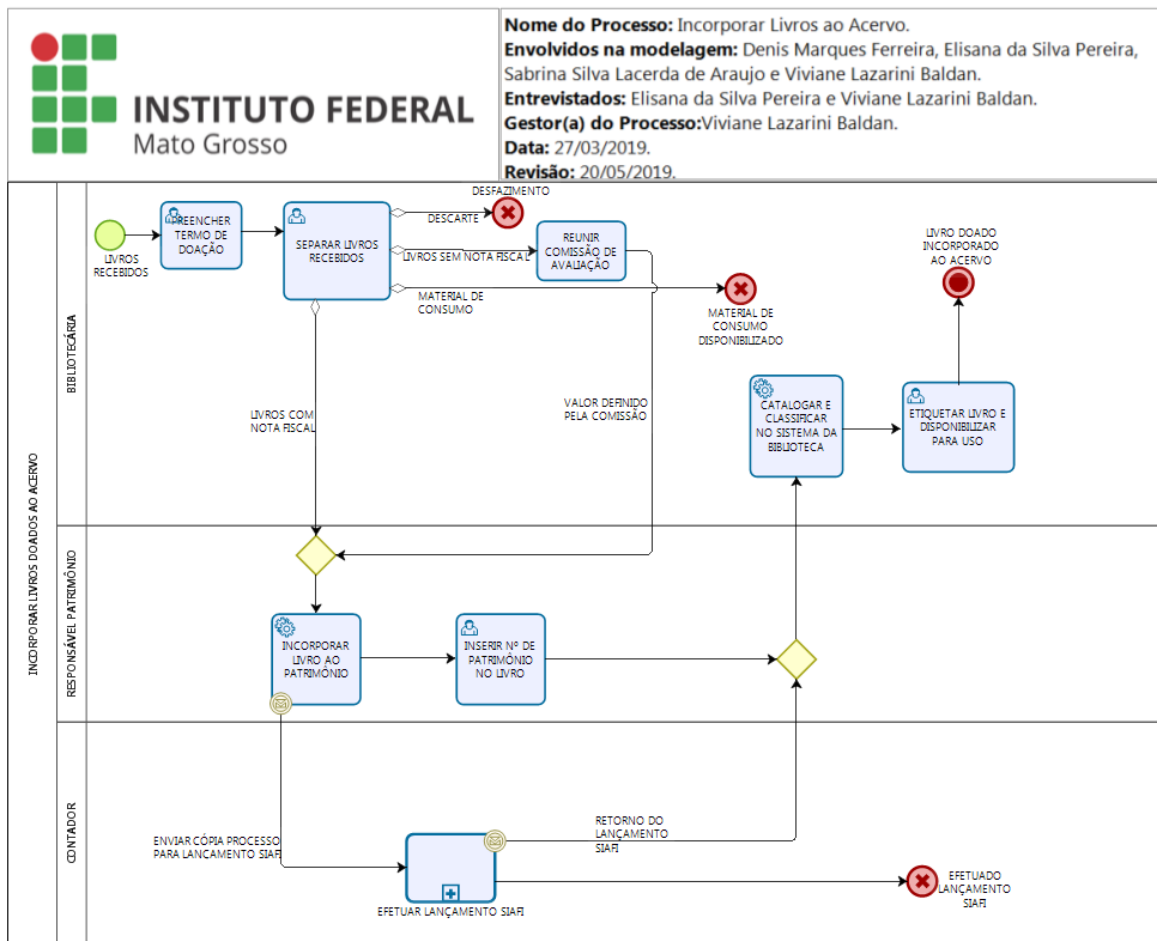 INSTITUTO FEDERAL
Mato Grosso
Nome do Processo: Incorporar Livros ao Acervo.
Envolvidos na modelagem: Denis Marques Ferreira, Elisana da Silva Pereira,
Sabrina Silva Lacerda de Araujo e Viviane Lazarini Baldan.
Entrevistados: Elisana da Silva Pereira e Viviane Lazarini Baldan.
Gestor(a) do Processo:Viviane Lazarini Baldan.
Data: 27/03/2019.
Revisão: 20/05/2019.
INCORPORAR LIVROS DOADOS AO ACERVO
BIBLIOTECÁRIA
LIVROS
RECEBIDOS
PREENCHER
TERMO DE
DOAÇÃO
SEPARAR LIVROS
RECEBIDOS
DESCARTE
DESFAZIMENTO
LIVROS SEM NOTA FISCAL
REUNIR
COMISSÃO DE
AVALIAÇÃO
MATERIAL DE
CONSUMO
MATERIAL DE
CONSUMO
DISPONIBILIZADO
LIVRO DOADO
INCORPORADO
AO ACERVO
LIVROS COM
NOTA FISCAL
VALOR DEFINIDO
PELA COMISSÃO
CATALOGAR E
CLASSIFICAR
NO SISTEMA DA
BIBLIOTECA
ETIQUETAR LIVRO E
DISPONIBILIZAR
PARA USO
RESPONSÁVEL PATRIMÔNIO
INCORPORAR
LIVRO AO
PATRIMÔNIO
INSERIR Nº DE
PATRIMÔNIO
NO LIVRO
CONTADOR
ENVIAR CÓPIA PROCESSO
PARA LANCAMENTO SIAFI
EFETUAR LANÇAMENTO SIAFI
RETORNO DO
LANÇAMENTO
SIAFI
EFETUADO
LANÇAMENTO
SIAFI